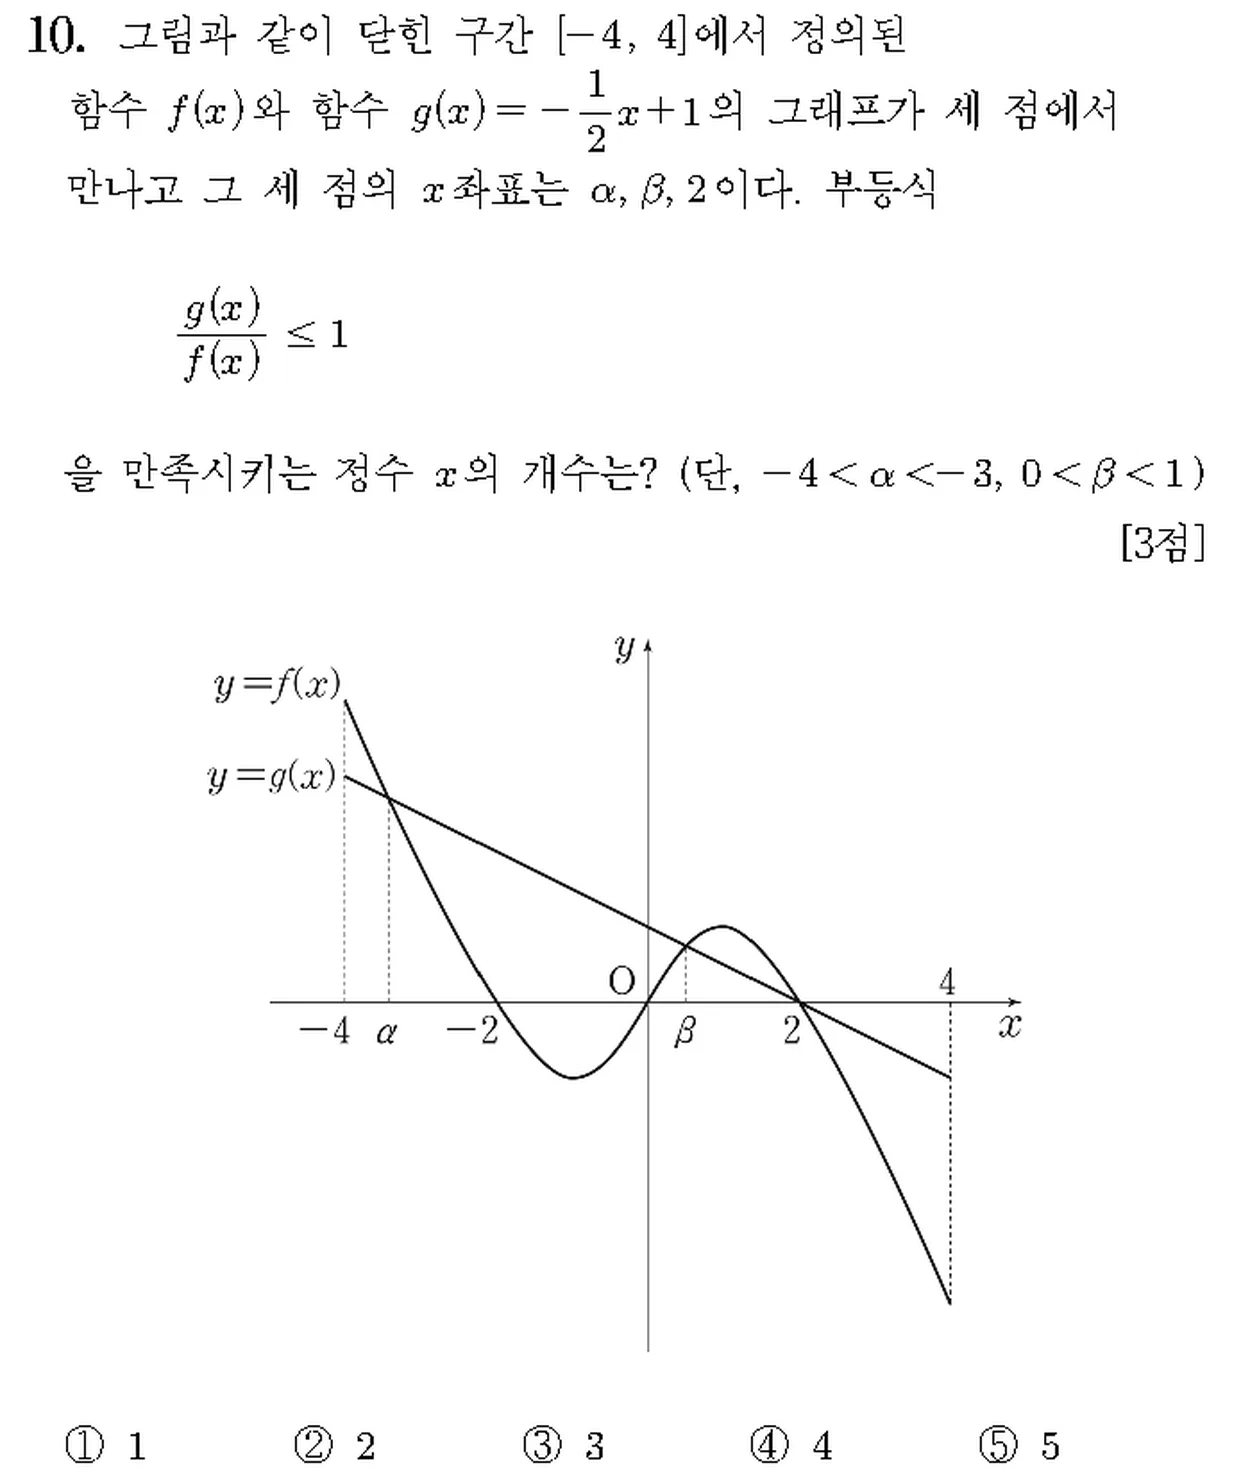 10. 그림과 같이 닫힌 구간 [−4, 4]에서 정의된
함수 f(x)와 함수 g(x)=−1/2x+1의 그래프가 세 점에서
만나고 그 세 점의 x좌표는 α, β, 2이다. 부등식
g(x)/f(x) ≤ 1
을 만족시키는 정수 x의 개수는? (단, −4<α<−3, 0<β<1)
[3점]
y
y=f(x)
y=g(x)
O
4
−4 α −2 β 2 x
① 1 ② 2 ③ 3 ④ 4 ⑤ 5